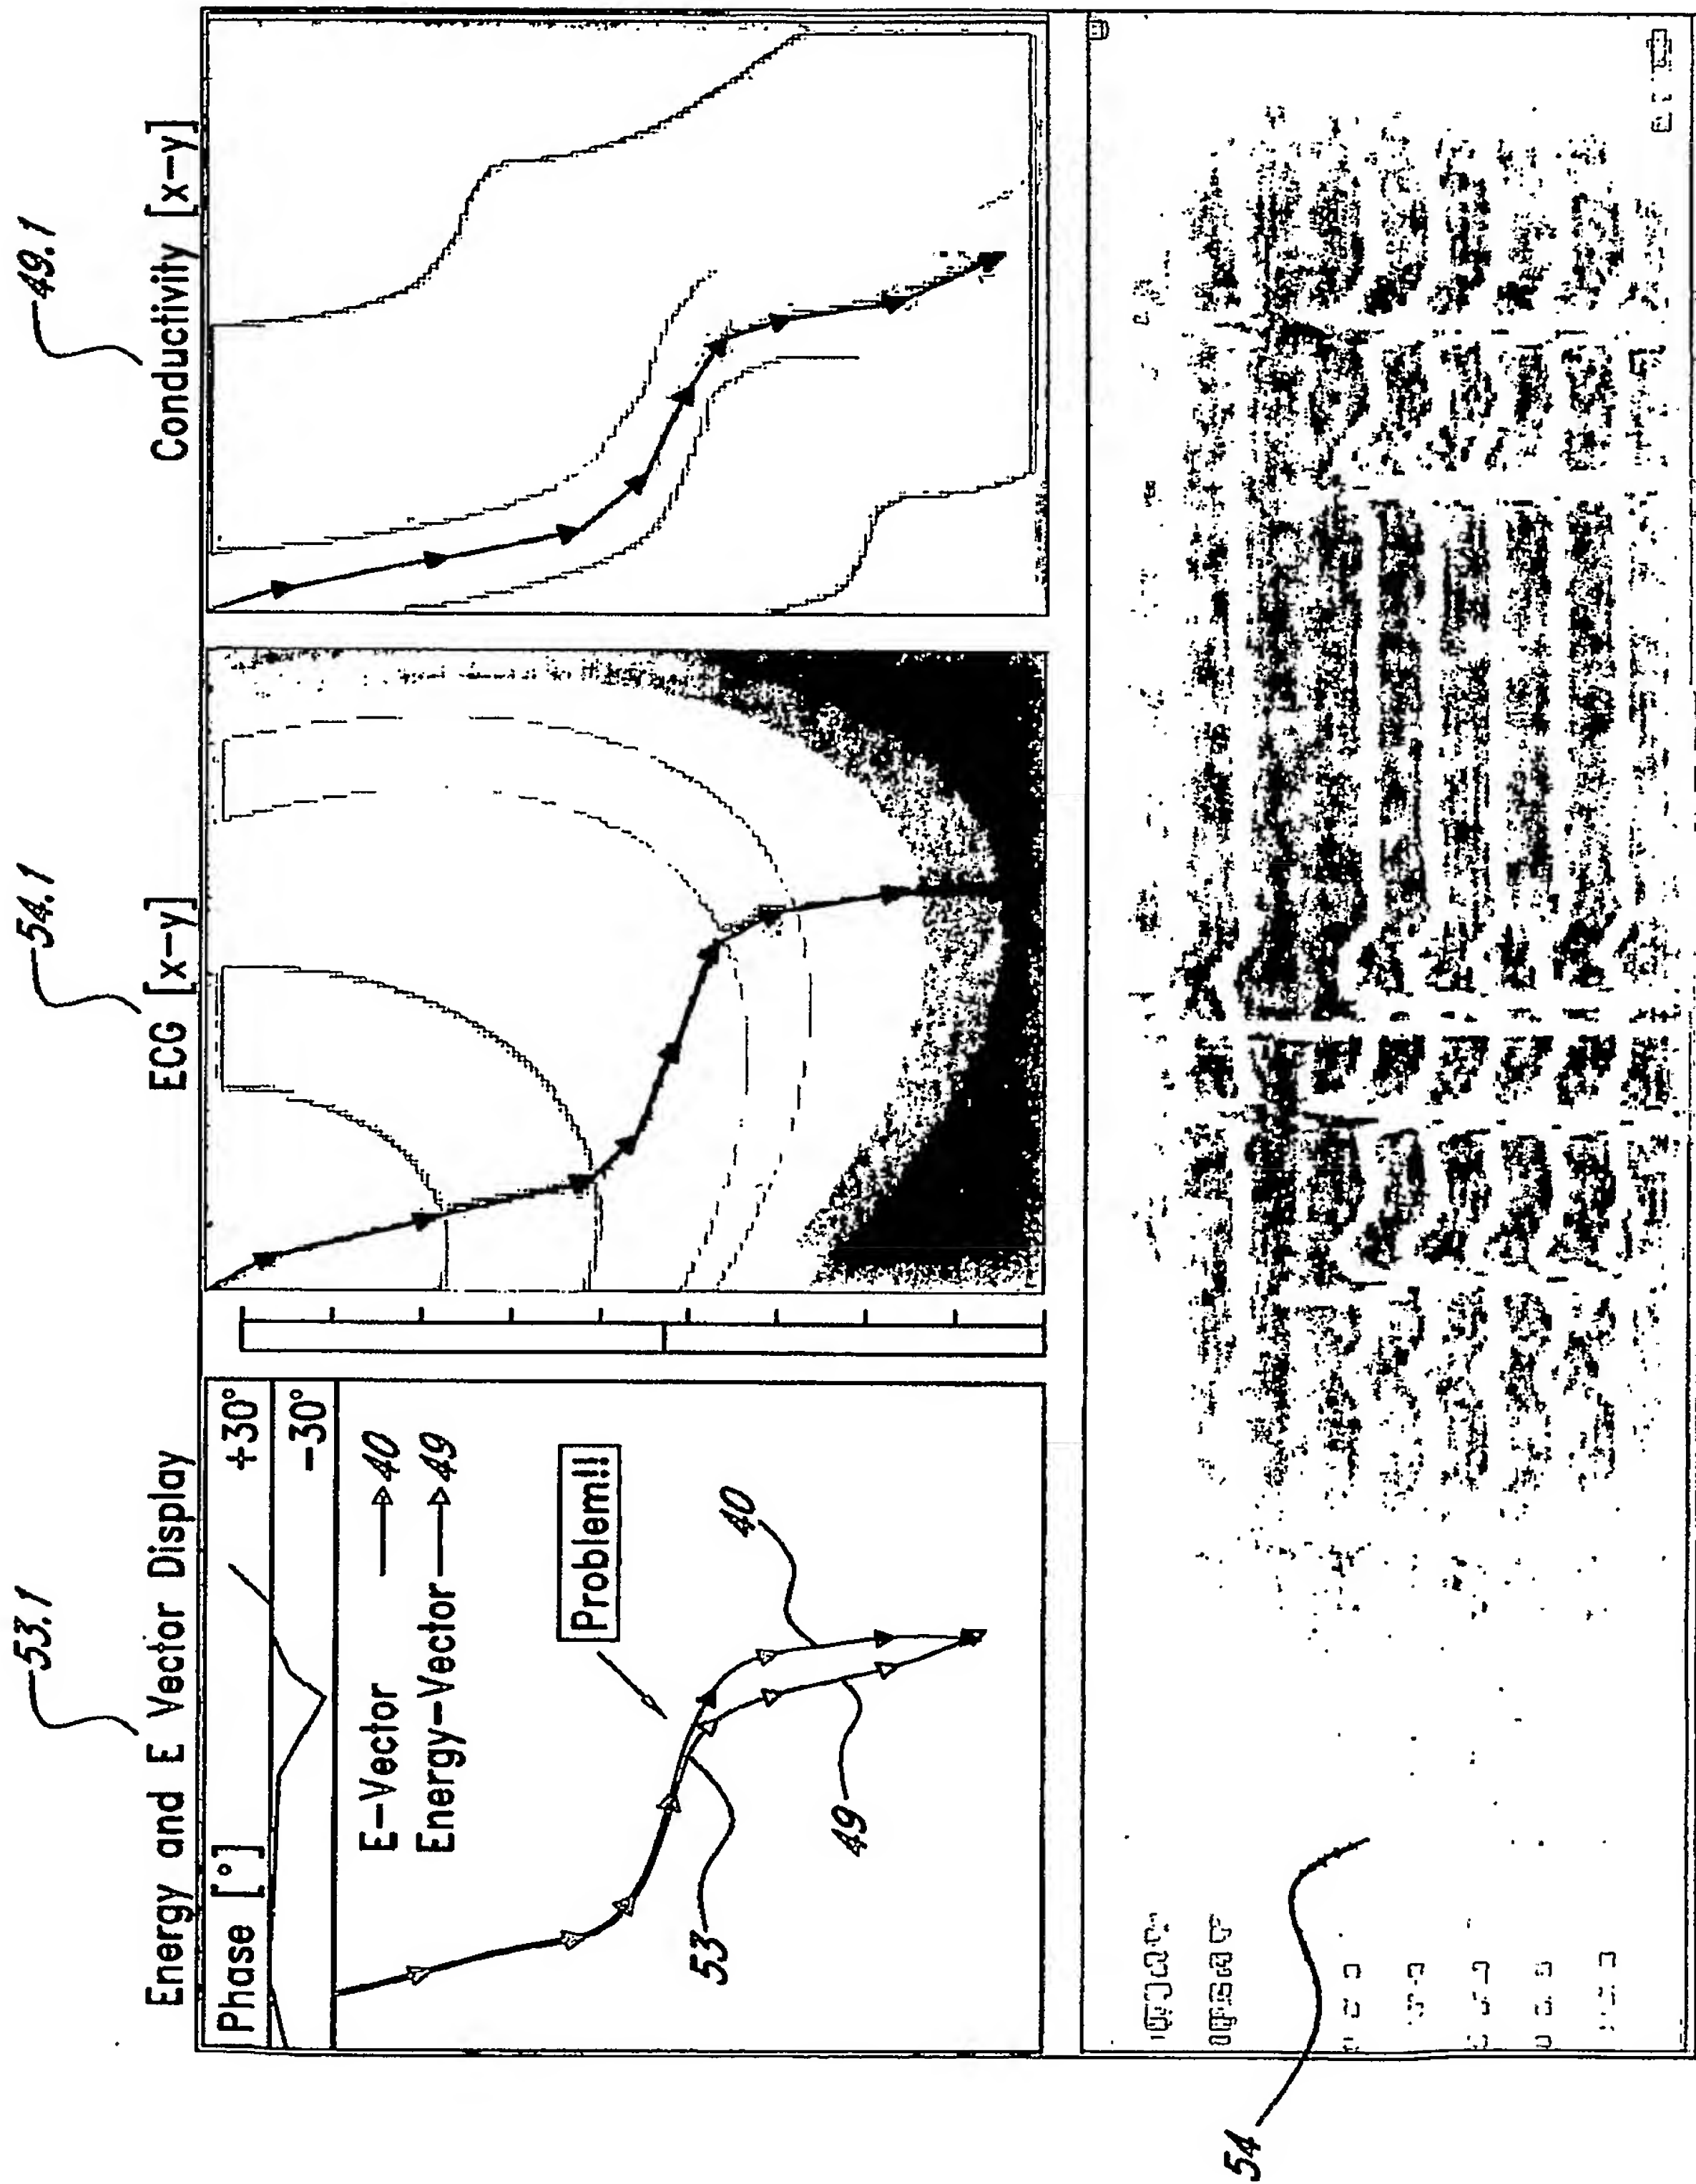 53.1
54.1
49.1
Energy and E Vector Display
ECG [x-y]
Conductivity [x-y]
Phase [°]
+30°
-30°
E-Vector 40
Energy-Vector 49
Problem!!
40
53
49
54